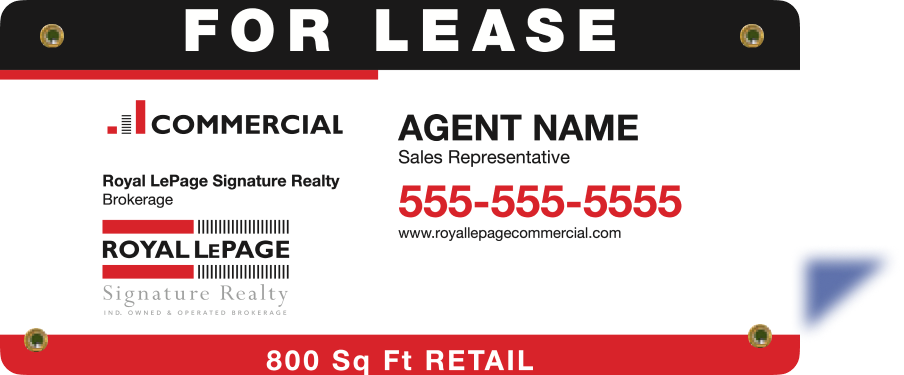 FOR LEASE
COMMERCIAL
Royal LePage Signature Realty
Brokerage
ROYAL LEPAGE
Signature Realty
IND. OWNED & OPERATED BROKERAGE
AGENT NAME
Sales Representative
555-555-5555
www.royallepagecommercial.com
800 Sq Ft RETAIL